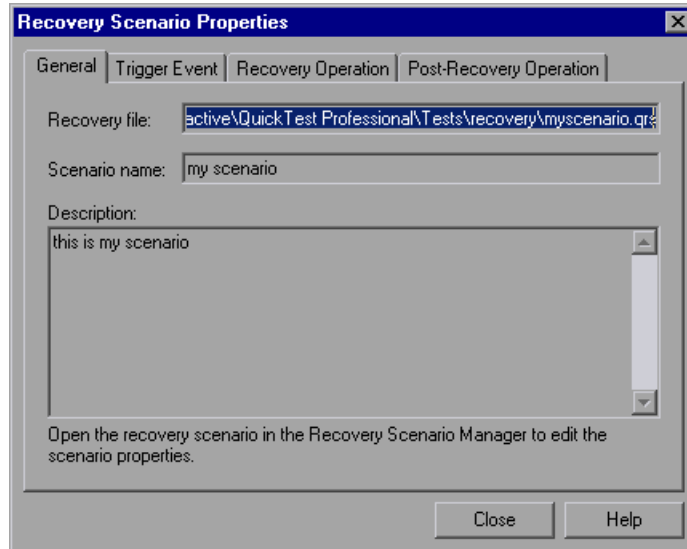 Recovery Scenario Properties
General Trigger Event Recovery Operation Post-Recovery Operation
Recovery file: active\QuickTest Professional\Tests\recovery\myscenario.qrs
Scenario name: my scenario
Description:
this is my scenario
Open the recovery scenario in the Recovery Scenario Manager to edit the
scenario properties.
Close Help